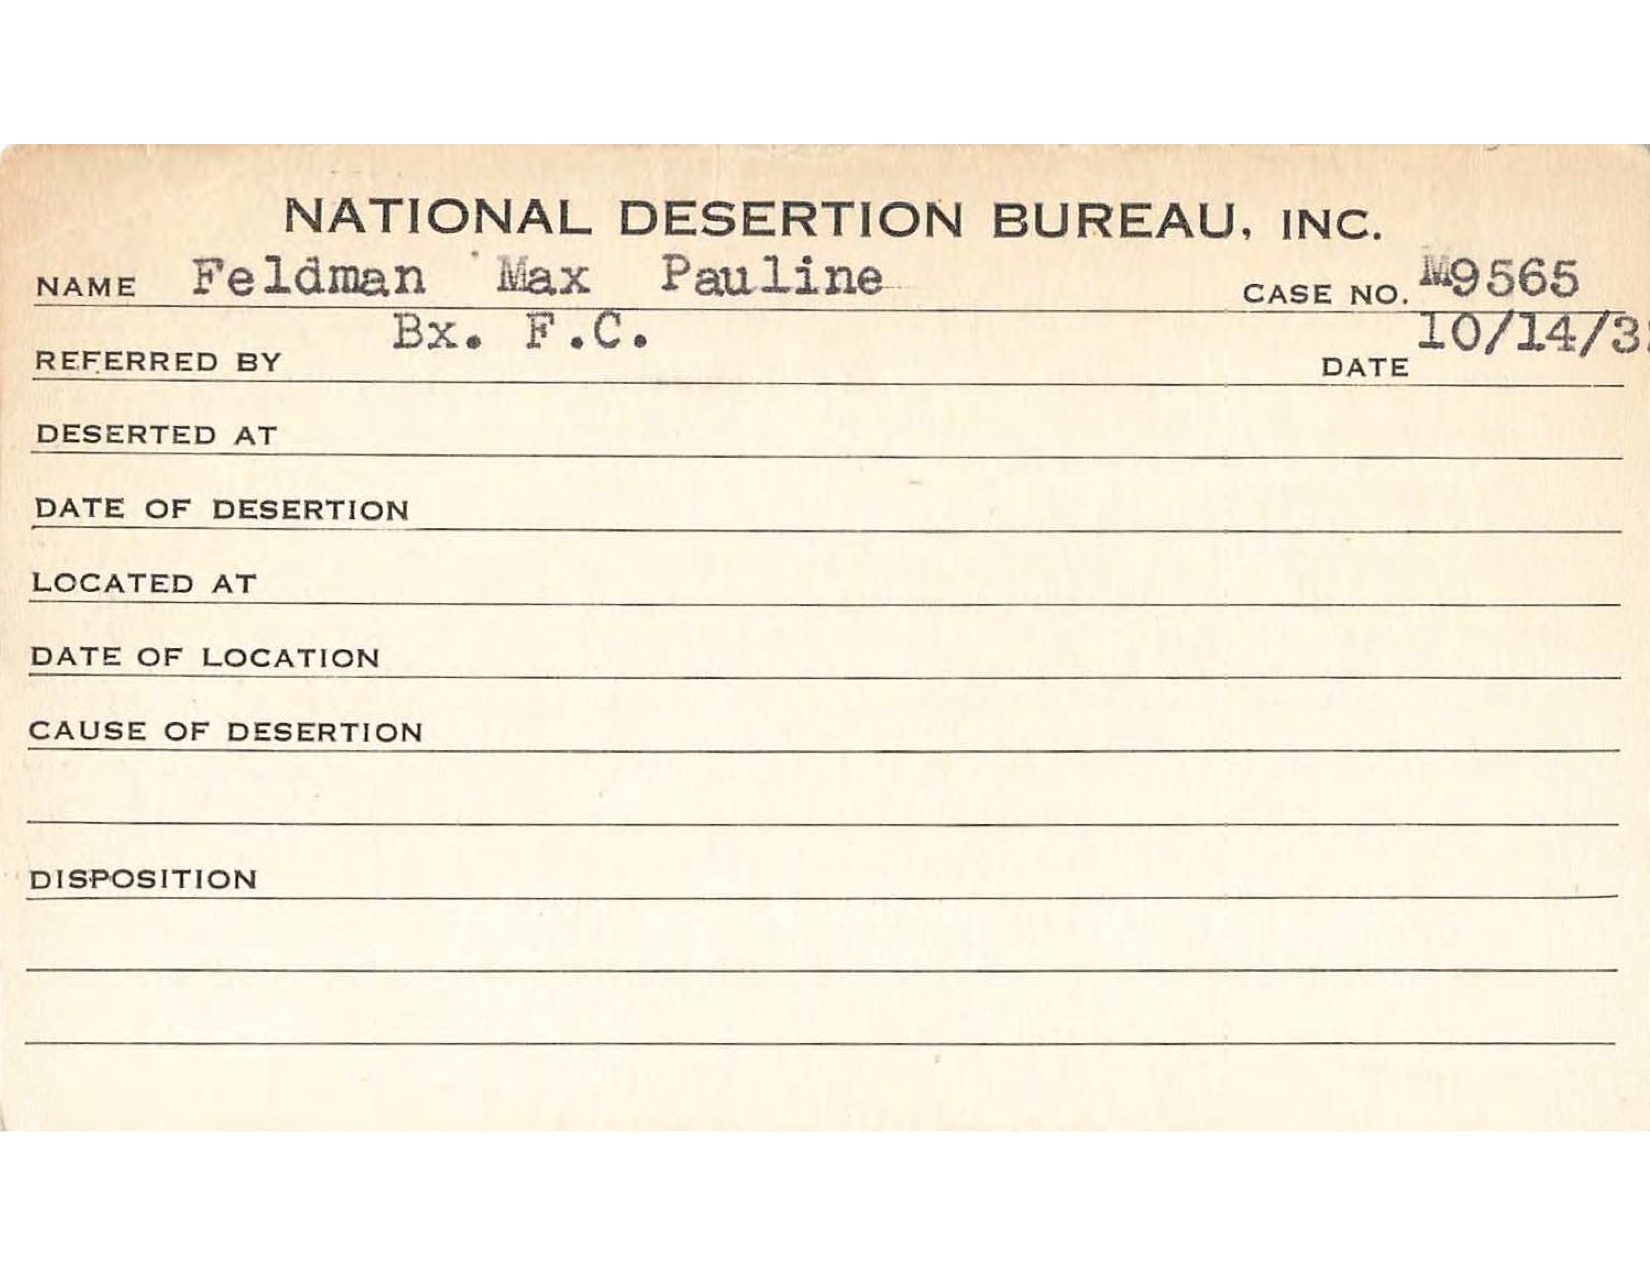 NATIONAL DESERTION BUREAU, INC.
NAME Feldman Max Pauline CASE NO. M9565
REFERRED BY Bx. F.C. DATE 10/14/3
DESERTED AT
DATE OF DESERTION
LOCATED AT
DATE OF LOCATION
CAUSE OF DESERTION
DISPOSITION